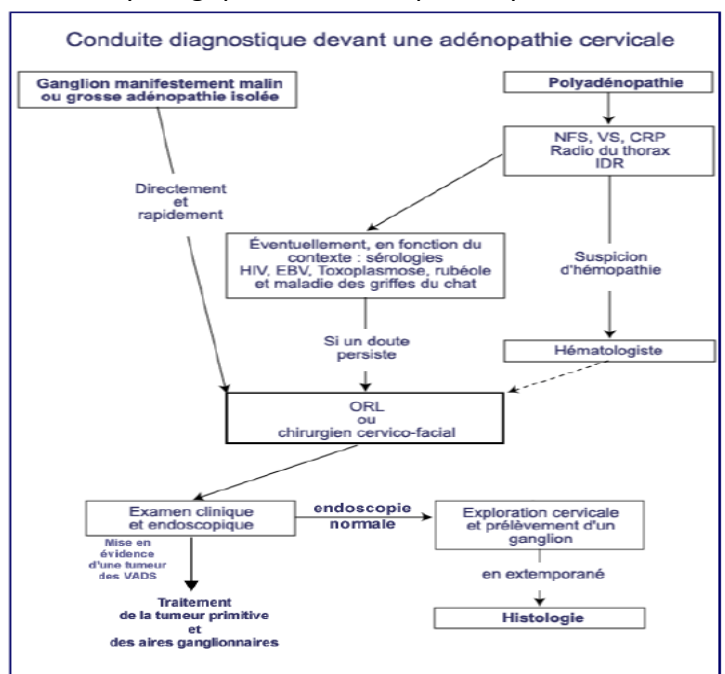 Conduite diagnostique devant une adénopathie cervicale
Ganglion manifestement malin
ou grosse adénopathie isolée
Polyadénopathie
NFS, VS, CRP
Radio du thorax
IDR
Directement
et
rapidement
Éventuellement, en fonction du
contexte : sérologies
HIV, EBV, Toxoplasmose, rubéole
et maladie des griffes du chat
Suspicion
d'hémopathie
Si un doute
persiste
Hématologiste
ORL
ou
chirurgien cervico-facial
Examen clinique
et endoscopique
endoscopie
normale
Exploration cervicale
et prélèvement d'un
ganglion
Mise en
évidence
d'une tumeur
des VADS
en extemporané
Traitement
de la tumeur primitive
et
des aires ganglionnaires
Histologie